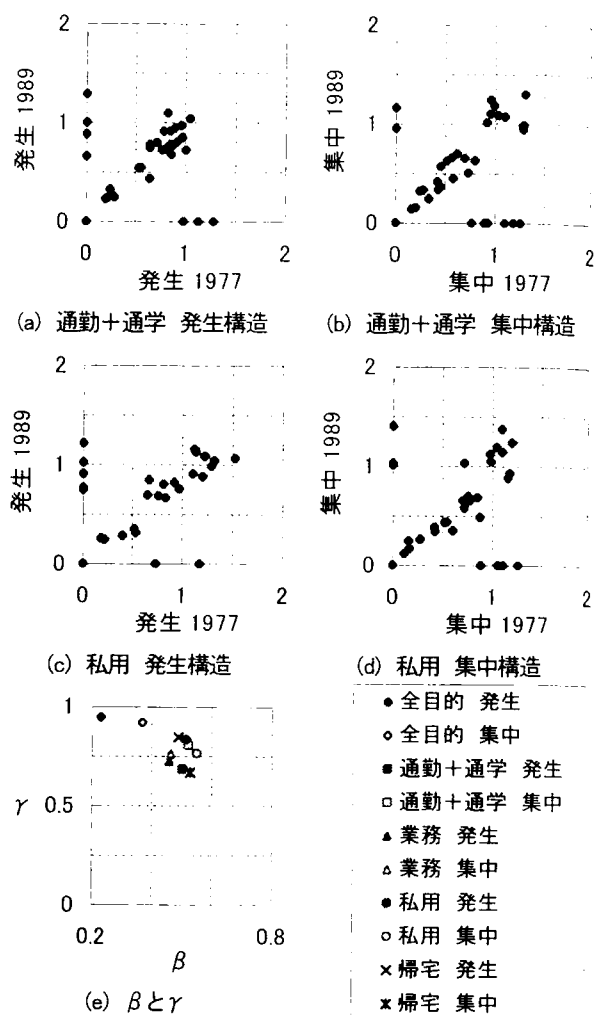 2
発生 1989
1
0
0 1 2
発生 1977
(a) 通勤＋通学 発生構造
2
集中 1989
1
0
0 1 2
集中 1977
(b) 通勤＋通学 集中構造
2
発生 1989
1
0
0 1 2
発生 1977
(c) 私用 発生構造
2
集中 1989
1
0
0 1 2
集中 1977
(d) 私用 集中構造
1
γ 0.5
0
0.2 0.8
β
(e) βとγ
全目的 発生
全目的 集中
通勤＋通学 発生
通勤＋通学 集中
業務 発生
業務 集中
私用 発生
私用 集中
帰宅 発生
帰宅 集中